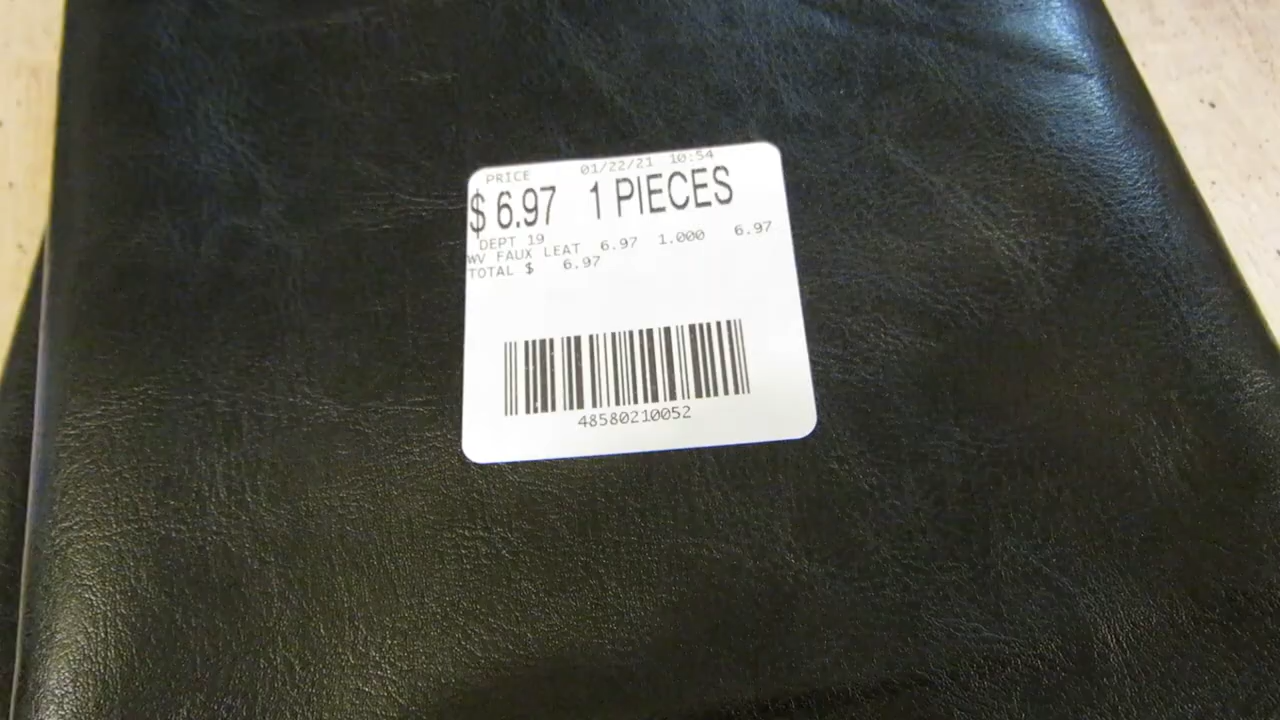 PRICE 01/22/21 10:54
$ 6.97 1 PIECES
DEPT 19
WV FAUX LEAT 6.97 1.000 6.97
TOTAL $ 6.97
48580210052